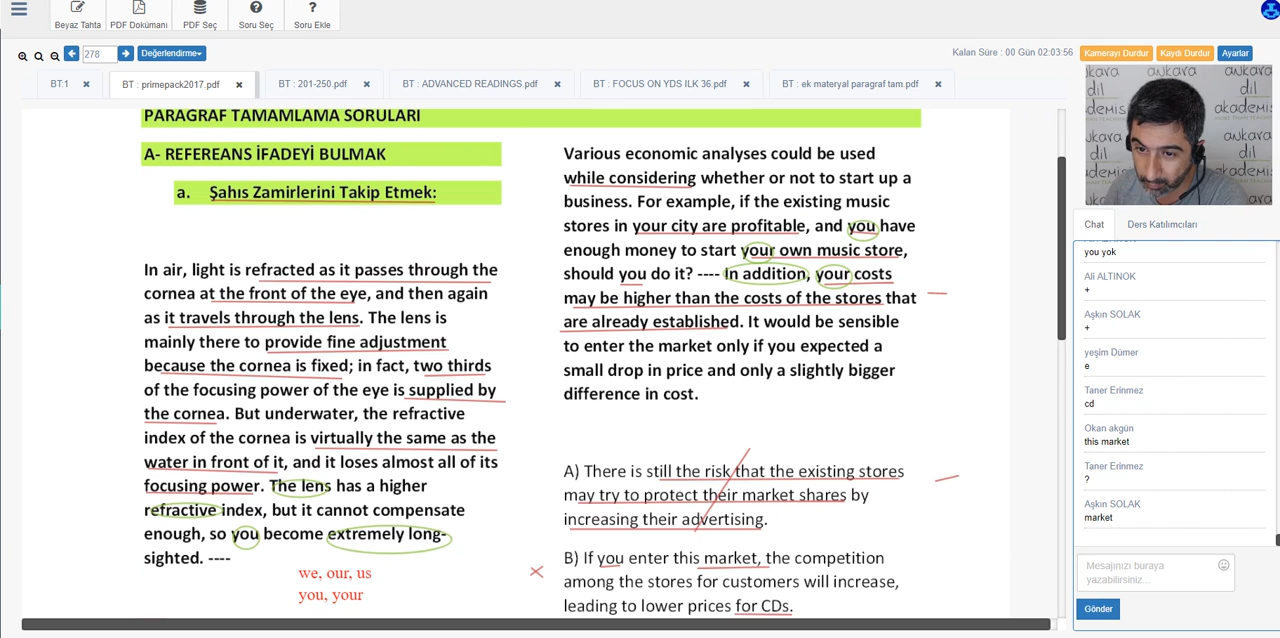 Beyaz Tahta
PDF Dokümanı
PDF Seç
Soru Seç
Soru Ekle
278
Değerlendirme
Kalan Süre : 00 Gün 02:03:56
Kamerayı Durdur
Kaydı Durdur
Ayarlar
BT:1
BT : primepack2017.pdf
BT : 201-250.pdf
BT : ADVANCED READINGS.pdf
BT : FOCUS ON YDS ILK 36.pdf
BT : ek materyal paragraf tam.pdf
PARAGRAF TAMAMLAMA SORULARI
A- REFEREANS İFADEYİ BULMAK
a. Şahıs Zamirlerini Takip Etmek:
In air, light is refracted as it passes through the
cornea at the front of the eye, and then again
as it travels through the lens. The lens is
mainly there to provide fine adjustment
because the cornea is fixed; in fact, two thirds
of the focusing power of the eye is supplied by
the cornea. But underwater, the refractive
index of the cornea is virtually the same as the
water in front of it, and it loses almost all of its
focusing power. The lens has a higher
refractive index, but it cannot compensate
enough, so you become extremely long-
sighted. ----
we, our, us
you, your
Various economic analyses could be used
while considering whether or not to start up a
business. For example, if the existing music
stores in your city are profitable, and you have
enough money to start your own music store,
should you do it? ---- In addition, your costs
may be higher than the costs of the stores that
are already established. It would be sensible
to enter the market only if you expected a
small drop in price and only a slightly bigger
difference in cost.
A) There is still the risk that the existing stores
may try to protect their market shares by
increasing their advertising.
B) If you enter this market, the competition
among the stores for customers will increase,
leading to lower prices for CDs.
ankara
dil
akademisi
Chat
Ders Katılımcıları
you yok
Ali ALTINOK
+
Aşkın SOLAK
+
yeşim Dümer
e
Taner Erinmez
cd
Okan akgün
this market
Taner Erinmez
?
Aşkın SOLAK
market
Mesajınızı buraya
yazabilirsiniz...
Gönder